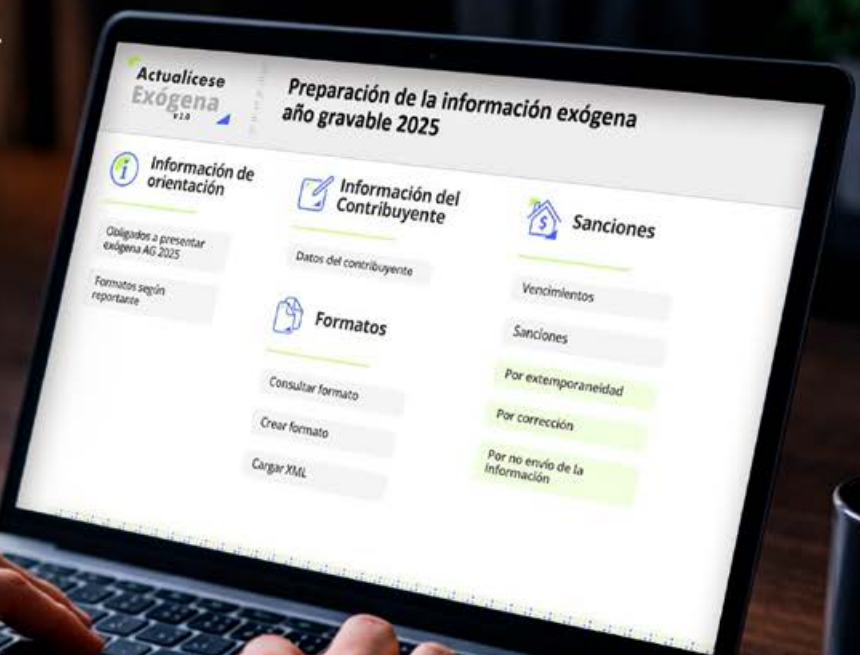 Actualícese
Exógena
v 1.0
Preparación de la información exógena
año gravable 2025
Información de
orientación
Obligados a presentar
exógena AG 2025
Formatos según
reportante
Información del
Contribuyente
Datos del contribuyente
Formatos
Consultar formato
Crear formato
Cargar XML
Sanciones
Vencimientos
Sanciones
Por extemporaneidad
Por corrección
Por no envío de la
información